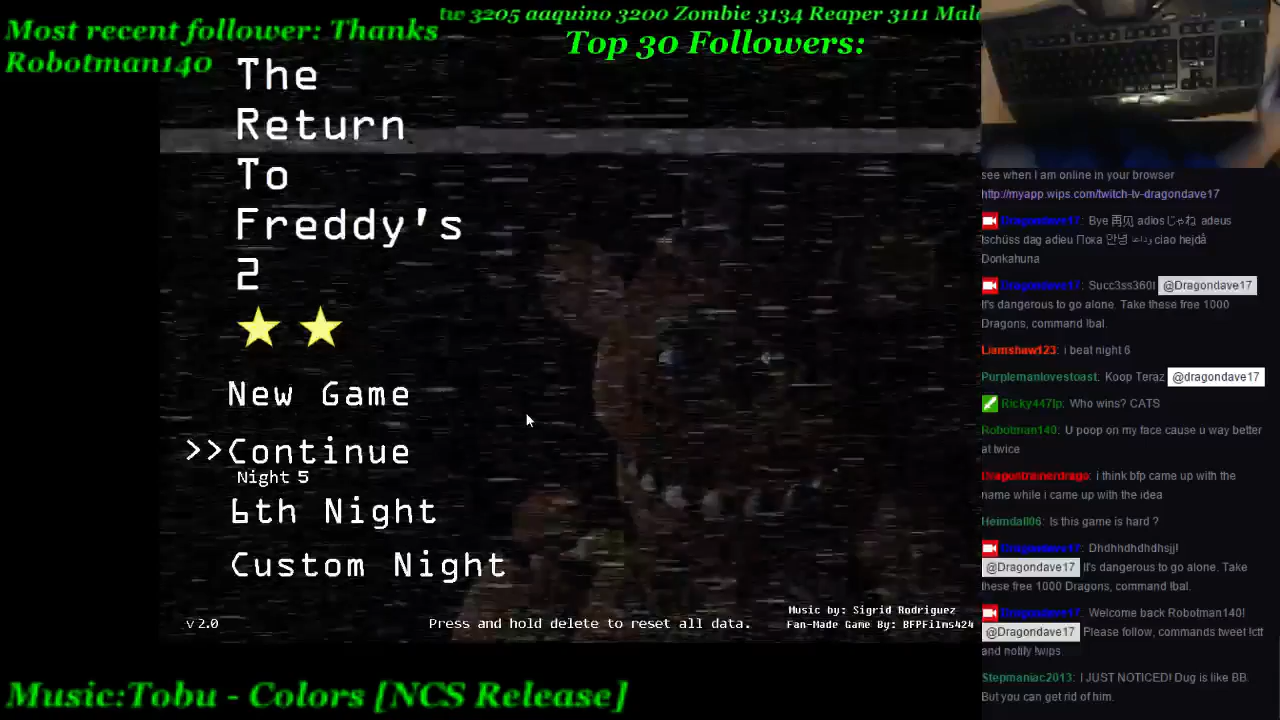 Most recent follower: Thanks
Robotman140
3205 aaquino 3200 Zombie 3134 Reaper 3111
Top 30 Followers:
The
Return
To
Freddy's
2
New Game
>>Continue
Night 5
6th Night
Custom Night
v 2.0
Press and hold delete to reset all data.
Music by: Sigrid Rodriguez
Fan-Made Game By: BFPFilms424
Music:Tobu - Colors [NCS Release]
see when I am online in your browser
http://myapp.wips.com/twitch-tv-dragondave17
Dragondave17: Bye 再见 adios じゃね adeus
tschüss dag adieu Пока 안녕 ciao hejdå
Donkahuna
Dragondave17: Succ3ss360! @Dragondave17
It's dangerous to go alone. Take these free 1000
Dragons, command !bal.
Liamshaw123: i beat night 6
Purplemanlovestoast: Koop Teraz @dragondave17
Ricky447lp: Who wins? CATS
Robotman140: U poop on my face cause u way better
at twice
Dragontrainerdrago: i think bfp came up with the
name while i came up with the idea
Heimdall06: Is this game is hard ?
Dragondave17: Dhdhhdhdhdhsjj!
@Dragondave17 It's dangerous to go alone. Take
these free 1000 Dragons, command !bal.
Dragondave17: Welcome back Robotman140!
@Dragondave17 Please follow, commands tweet !ctt
and notify !wips
Stepmaniac2013: I JUST NOTICED! Dug is like BB.
But you can get rid of him.